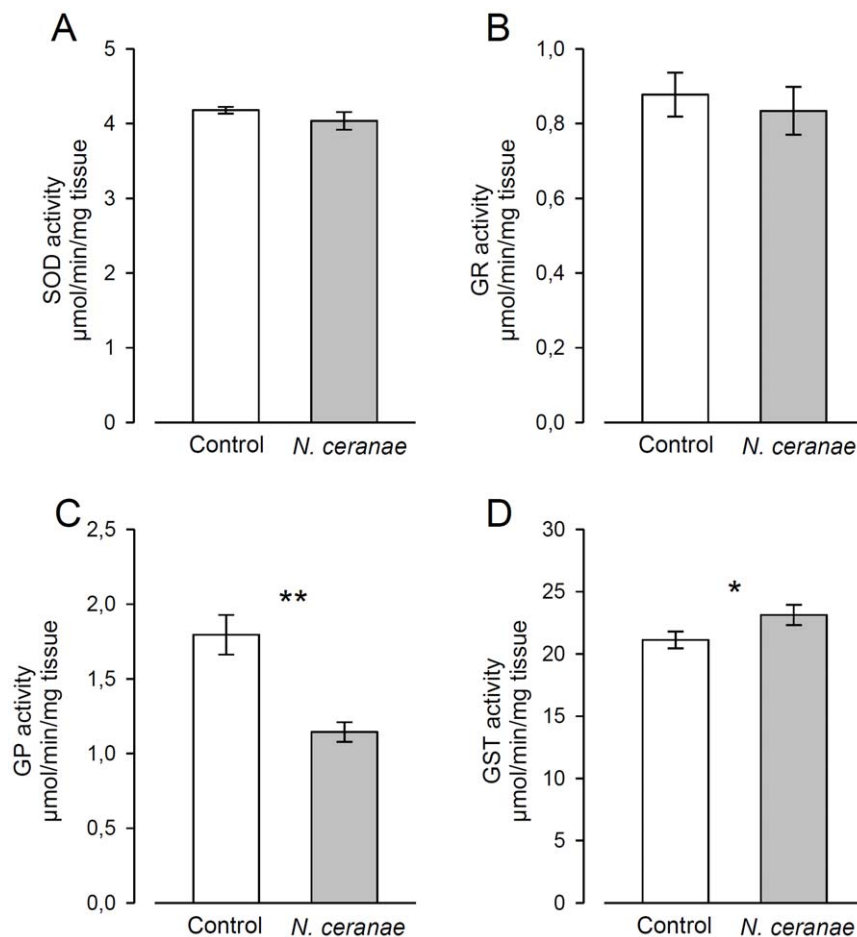 A
SOD activity
µmol/min/mg tissue
5
4
3
2
1
0
Control N. ceranae
B
GR activity
µmol/min/mg tissue
1,0
0,8
0,6
0,4
0,2
0,0
Control N. ceranae
C
GP activity
µmol/min/mg tissue
2,5
2,0
1,5
1,0
0,5
0,0
**
Control N. ceranae
D
GST activity
µmol/min/mg tissue
30
25
20
15
10
5
0
*
Control N. ceranae